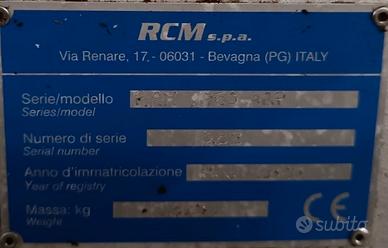 RCM s.p.a.
Via Renare, 17.- 06031 - Bevagna (PG) ITALY
Serie/modello
Series/model
Numero di serie
Serial number
Anno d'immatricolazione
Year of registry
Massa: kg
Weight
CE
subito